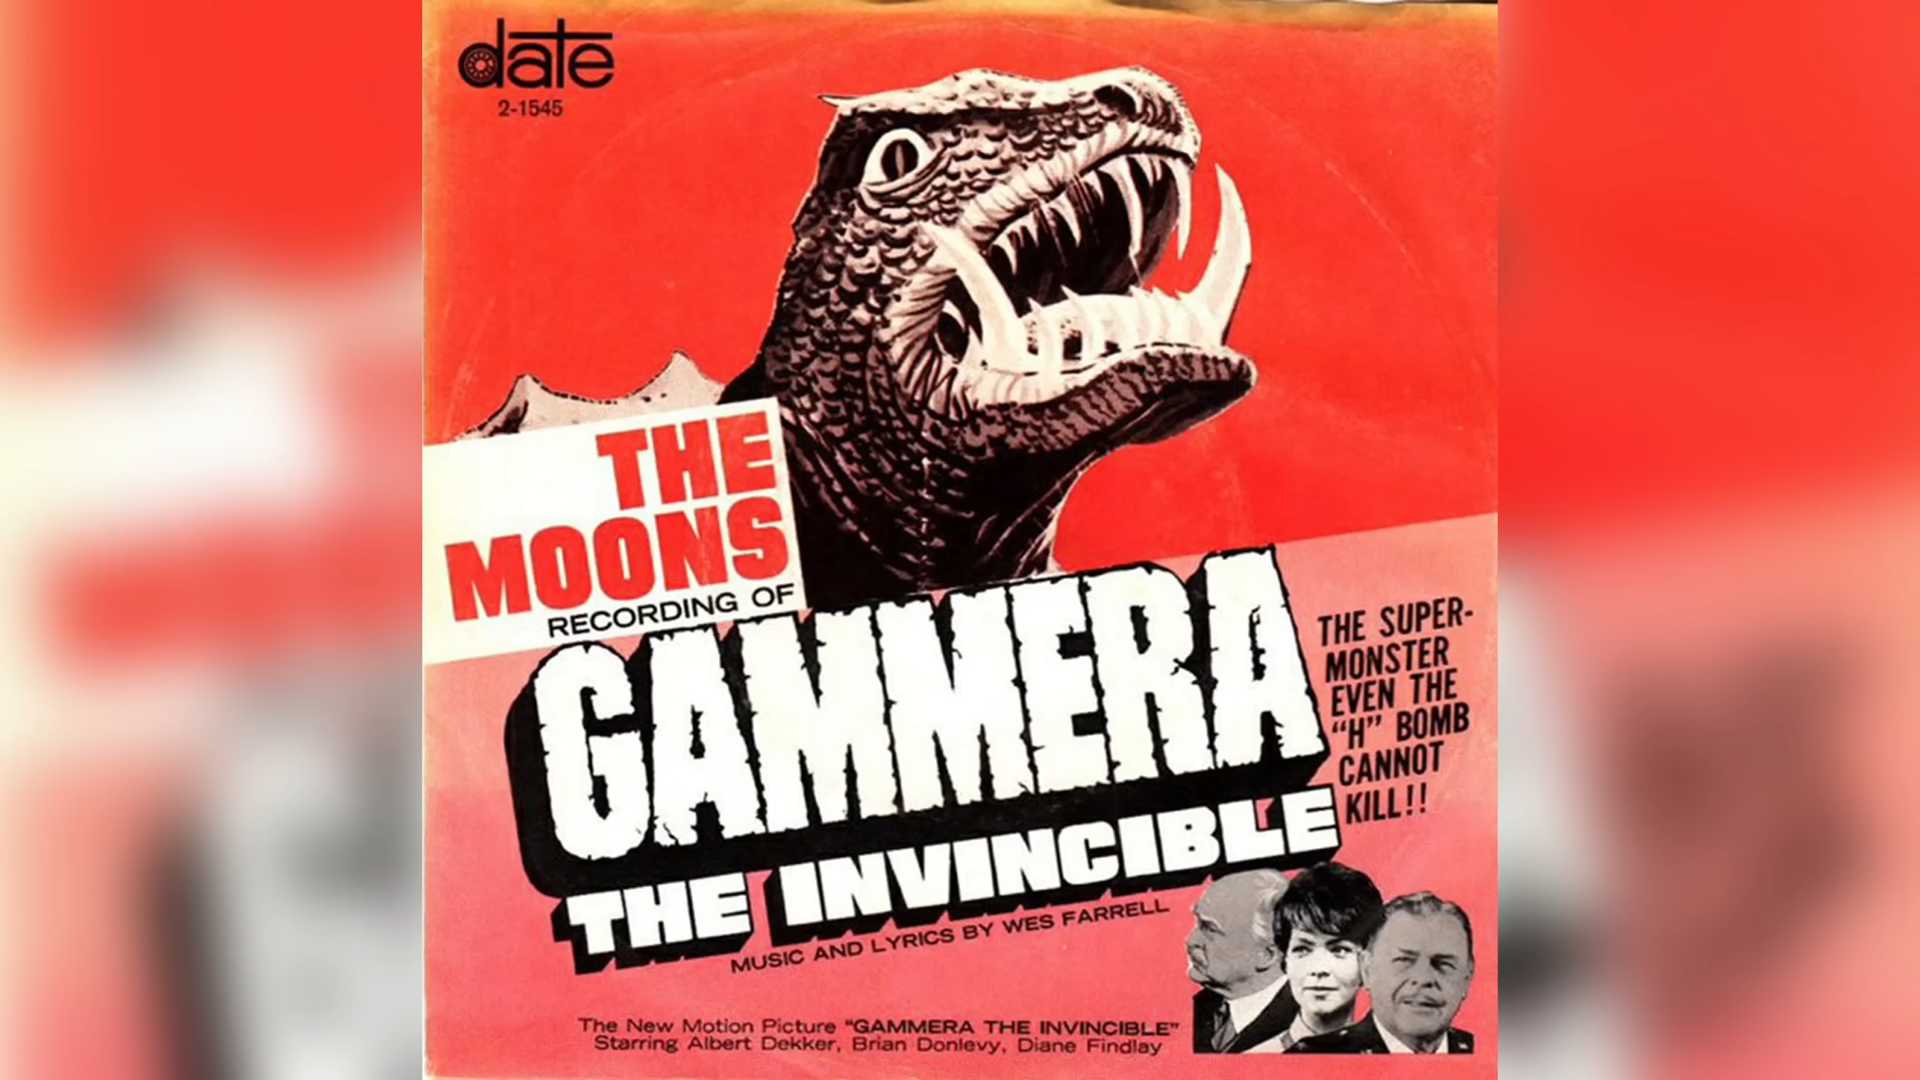 date
2-1545
THE
MOONS
RECORDING OF
GAMMERA
THE INVINCIBLE
THE SUPER-
MONSTER
EVEN THE
“H” BOMB
CANNOT
KILL!!
MUSIC AND LYRICS BY WES FARRELL
The New Motion Picture "GAMMERA THE INVINCIBLE"
Starring Albert Dekker, Brian Donlevy, Diane Findlay